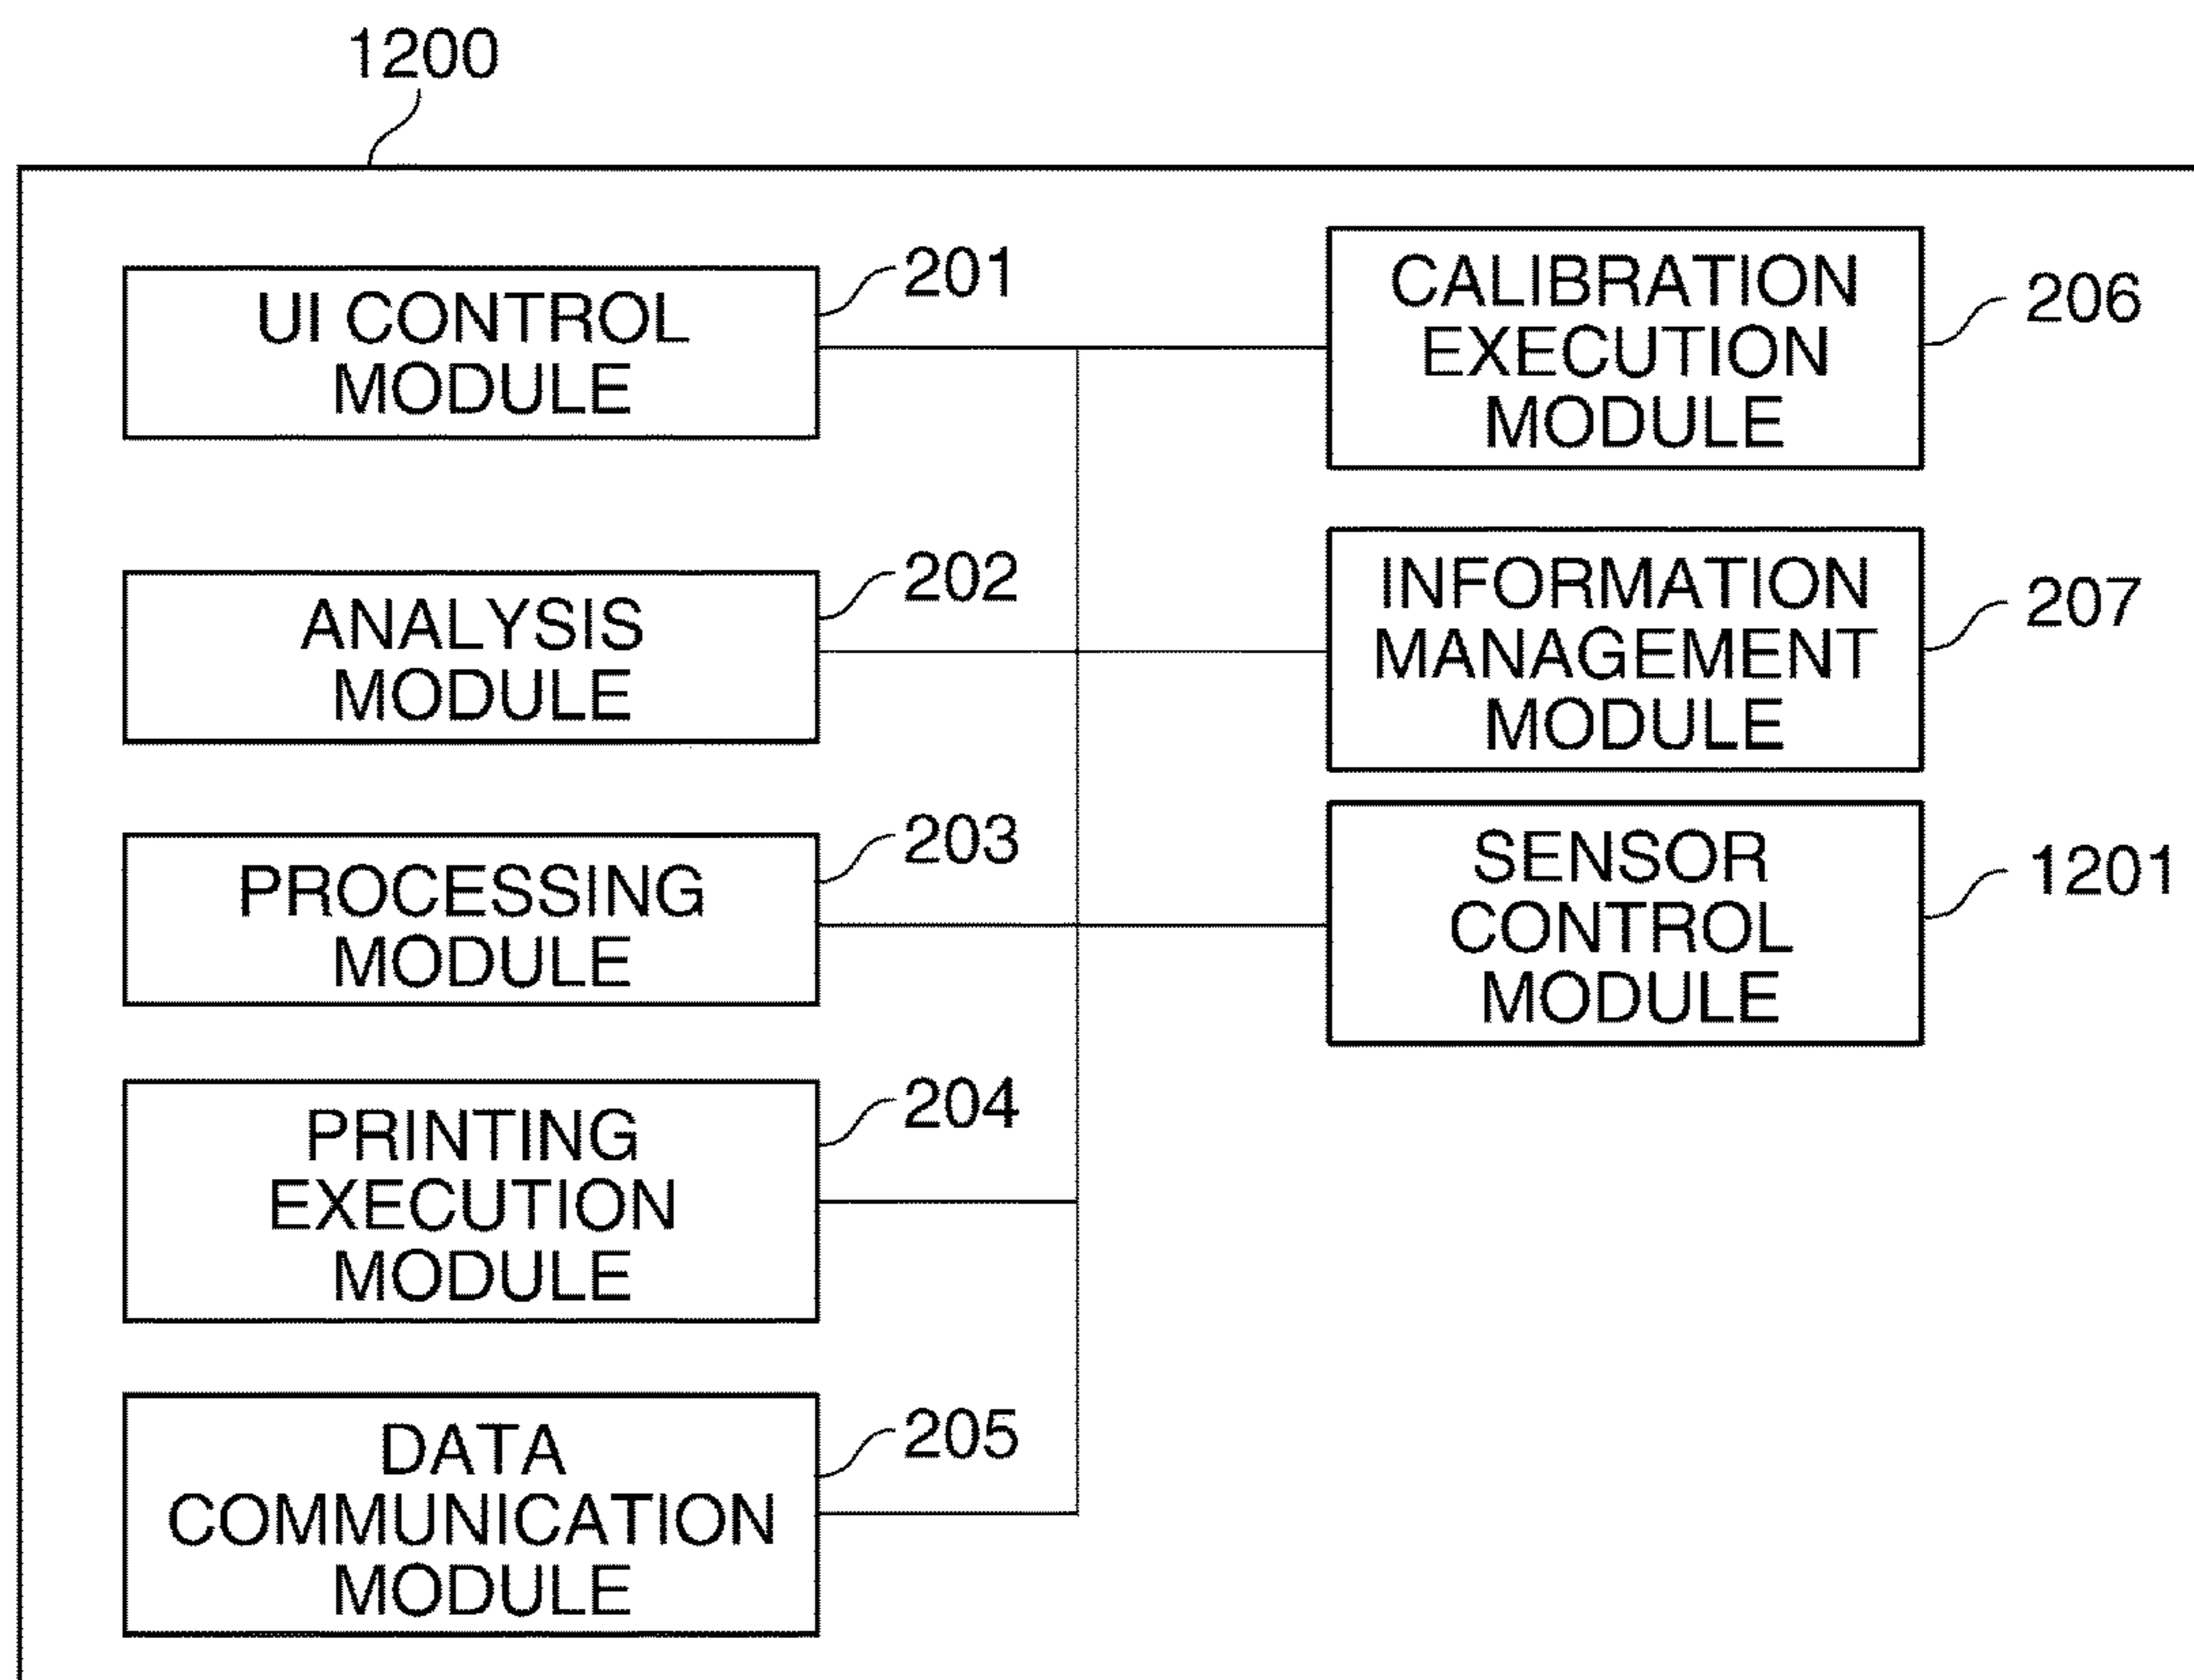 1200
UI CONTROL
MODULE
201
ANALYSIS
MODULE
202
PROCESSING
MODULE
203
PRINTING
EXECUTION
MODULE
204
DATA
COMMUNICATION
MODULE
205
CALIBRATION
EXECUTION
MODULE
206
INFORMATION
MANAGEMENT
MODULE
207
SENSOR
CONTROL
MODULE
1201